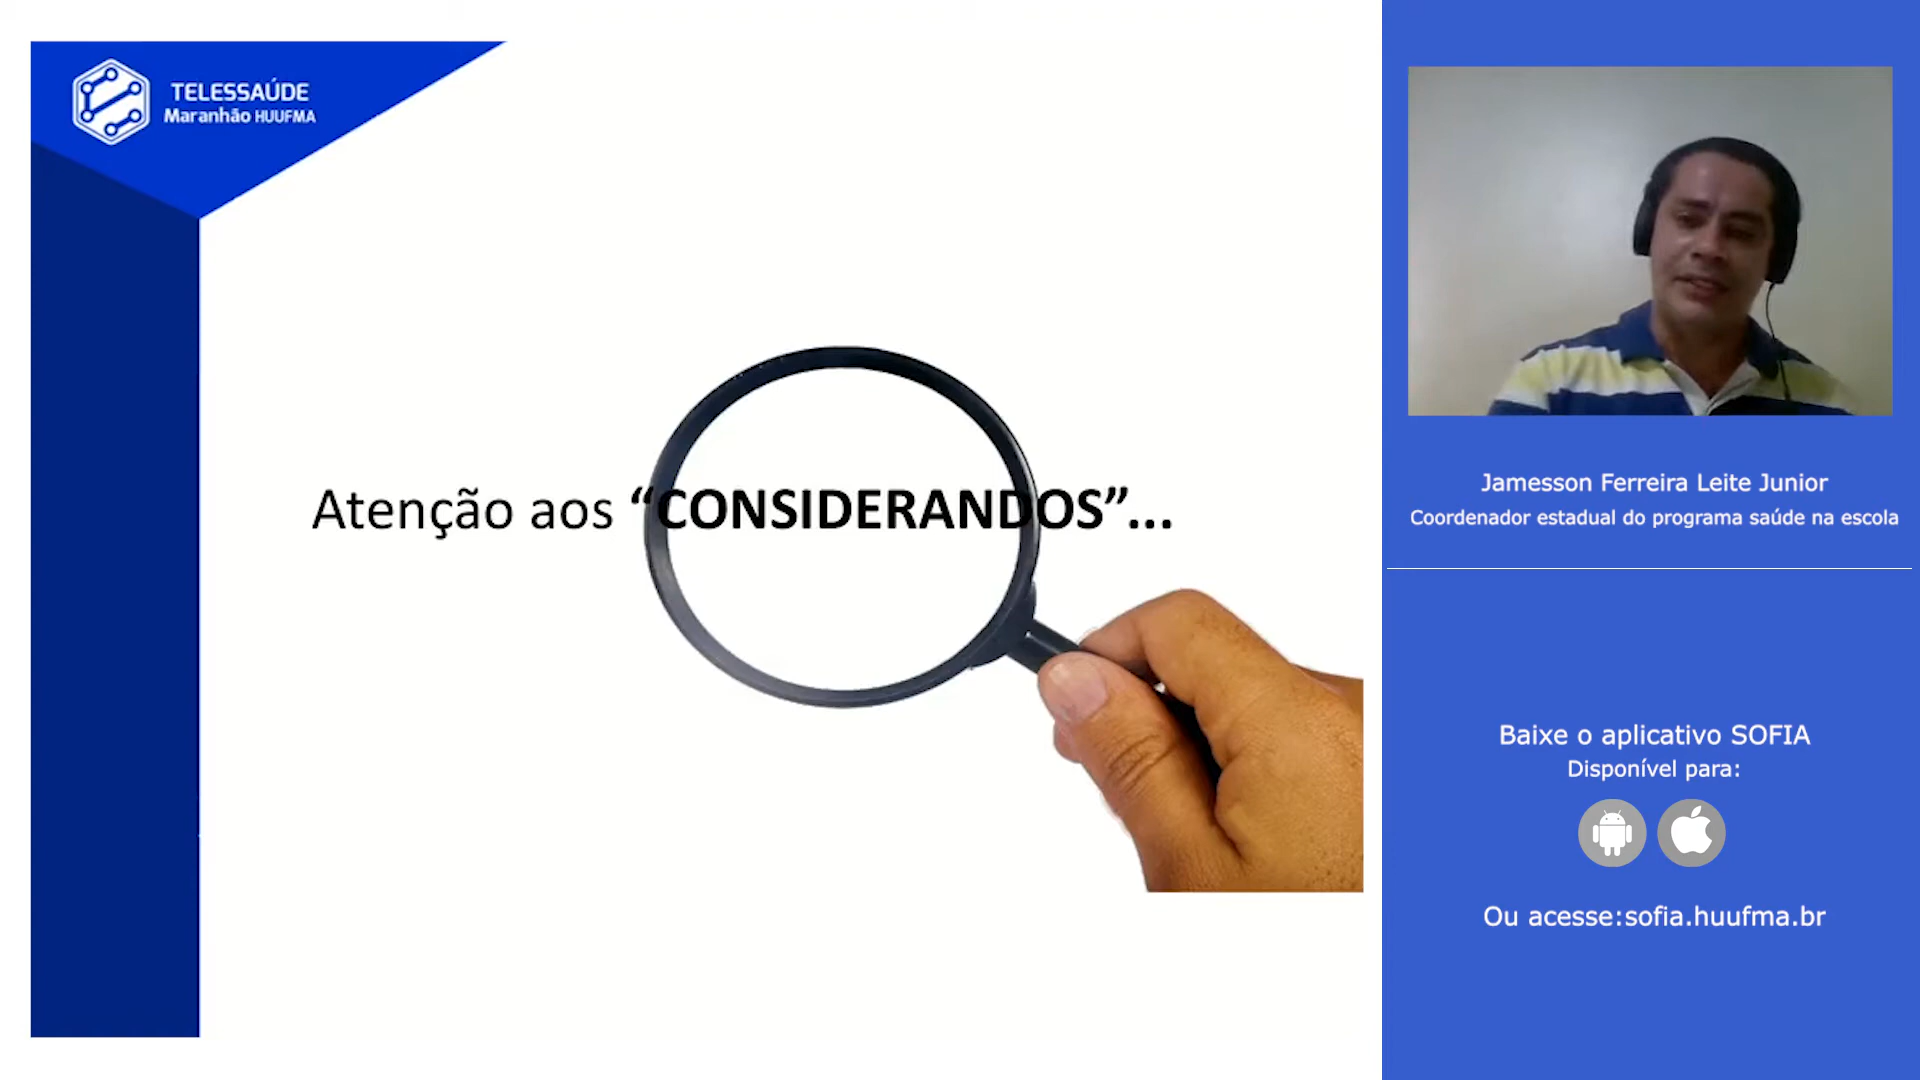 TELESSAÚDE
Maranhão HUUFMA
Atenção aos “CONSIDERANDOS”...
Jamesson Ferreira Leite Junior
Coordenador estadual do programa saúde na escola
Baixe o aplicativo SOFIA
Disponível para:
Ou acesse:sofia.huufma.br